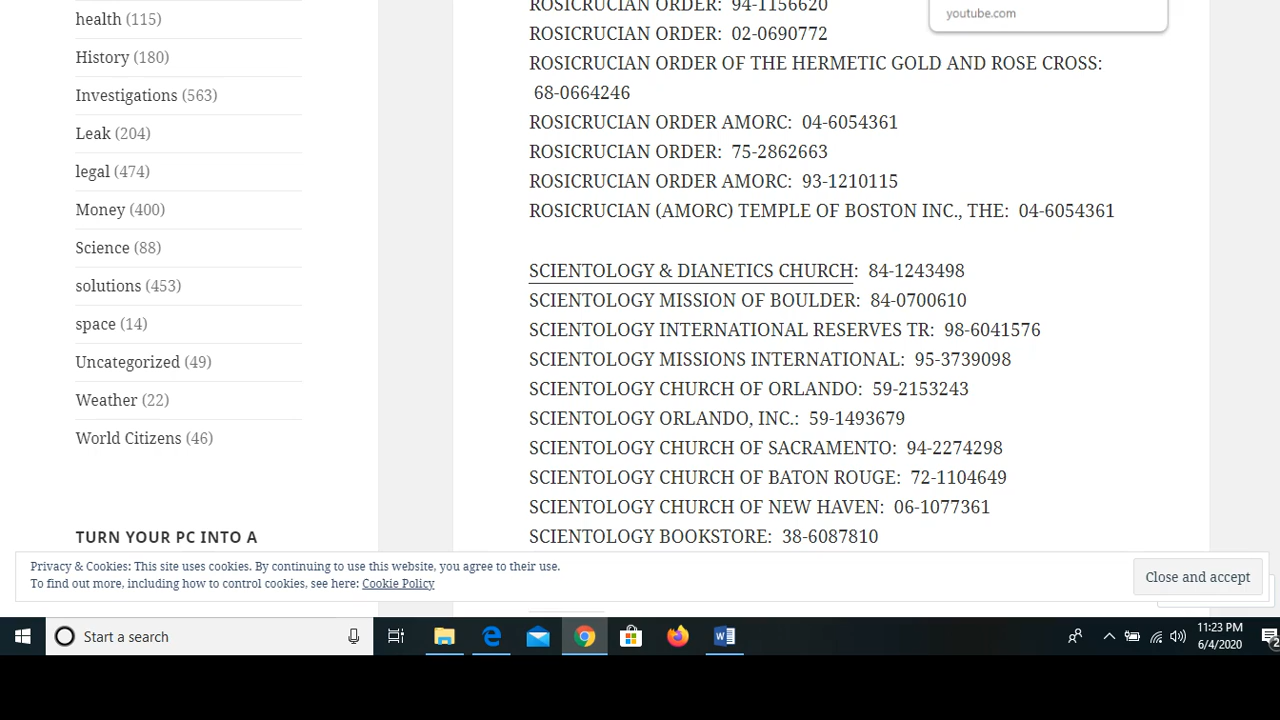 health (115)
History (180)
Investigations (563)
Leak (204)
legal (474)
Money (400)
Science (88)
solutions (453)
space (14)
Uncategorized (49)
Weather (22)
World Citizens (46)
TURN YOUR PC INTO A
ROSICRUCIAN ORDER: 94-1156620
ROSICRUCIAN ORDER: 02-0690772
ROSICRUCIAN ORDER OF THE HERMETIC GOLD AND ROSE CROSS:
68-0664246
ROSICRUCIAN ORDER AMORC: 04-6054361
ROSICRUCIAN ORDER: 75-2862663
ROSICRUCIAN ORDER AMORC: 93-1210115
ROSICRUCIAN (AMORC) TEMPLE OF BOSTON INC., THE: 04-6054361
SCIENTOLOGY & DIANETICS CHURCH: 84-1243498
SCIENTOLOGY MISSION OF BOULDER: 84-0700610
SCIENTOLOGY INTERNATIONAL RESERVES TR: 98-6041576
SCIENTOLOGY MISSIONS INTERNATIONAL: 95-3739098
SCIENTOLOGY CHURCH OF ORLANDO: 59-2153243
SCIENTOLOGY ORLANDO, INC.: 59-1493679
SCIENTOLOGY CHURCH OF SACRAMENTO: 94-2274298
SCIENTOLOGY CHURCH OF BATON ROUGE: 72-1104649
SCIENTOLOGY CHURCH OF NEW HAVEN: 06-1077361
SCIENTOLOGY BOOKSTORE: 38-6087810
youtube.com
Privacy & Cookies: This site uses cookies. By continuing to use this website, you agree to their use.
To find out more, including how to control cookies, see here: Cookie Policy
Close and accept
Start a search
11:23 PM
6/4/2020
2